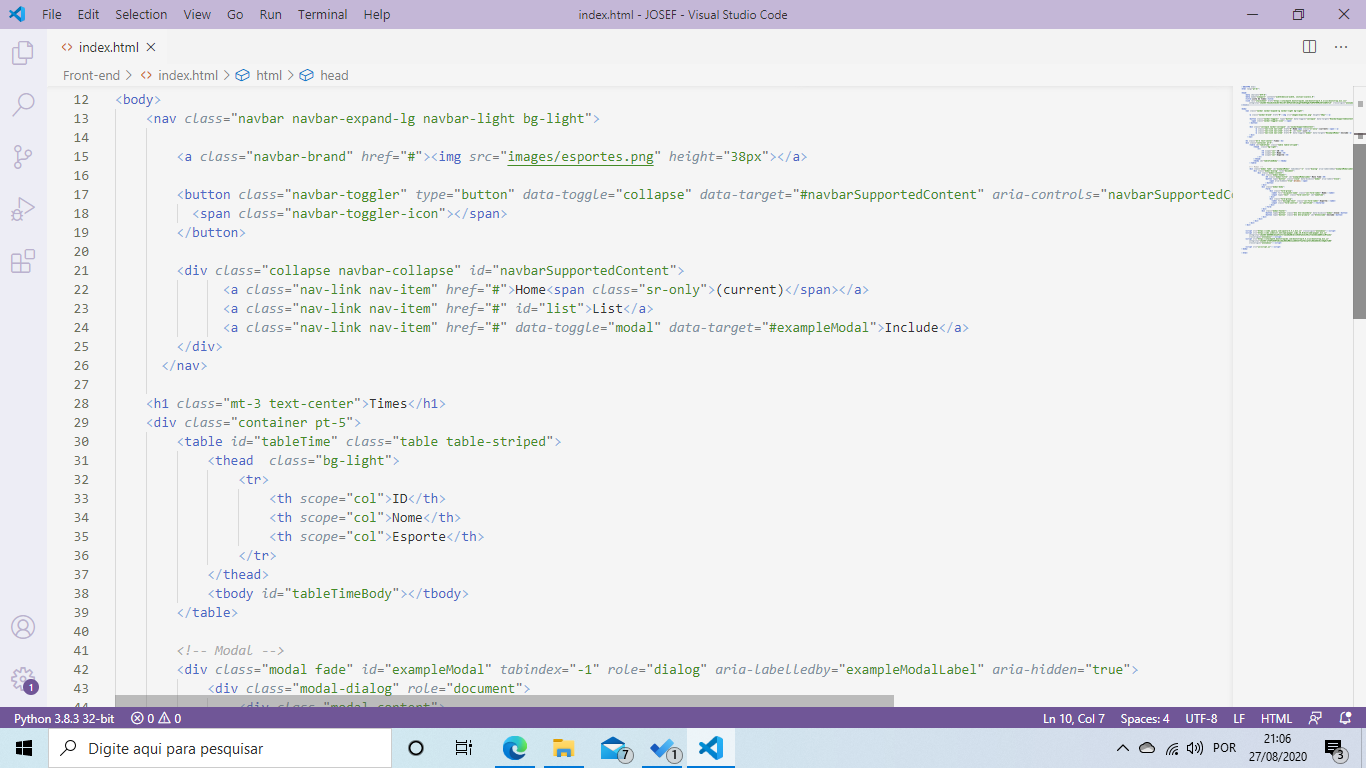 File Edit Selection View Go Run Terminal Help index.html - JOSEF - Visual Studio Code
index.html
Front-end > index.html > html > head
12 <body>
13 <nav class="navbar navbar-expand-lg navbar-light bg-light">
14
15 <a class="navbar-brand" href="#"><img src="images/esportes.png" height="38px"></a>
16
17 <button class="navbar-toggler" type="button" data-toggle="collapse" data-target="#navbarSupportedContent" aria-controls="navbarSupportedCo
18 <span class="navbar-toggler-icon"></span>
19 </button>
20
21 <div class="collapse navbar-collapse" id="navbarSupportedContent">
22 <a class="nav-link nav-item" href="#">Home<span class="sr-only">(current)</span></a>
23 <a class="nav-link nav-item" href="#" id="list">List</a>
24 <a class="nav-link nav-item" href="#" data-toggle="modal" data-target="#exampleModal">Include</a>
25 </div>
26 </nav>
27
28 <h1 class="mt-3 text-center">Times</h1>
29 <div class="container pt-5">
30 <table id="tableTime" class="table table-striped">
31 <thead  class="bg-light">
32 <tr>
33 <th scope="col">ID</th>
34 <th scope="col">Nome</th>
35 <th scope="col">Esporte</th>
36 </tr>
37 </thead>
38 <tbody id="tableTimeBody"></tbody>
39 </table>
40
41 <!-- Modal -->
42 <div class="modal fade" id="exampleModal" tabindex="-1" role="dialog" aria-labelledby="exampleModalLabel" aria-hidden="true">
43 <div class="modal-dialog" role="document">
44 <div class="modal-content">
1
Python 3.8.3 32-bit 0 0 Ln 10, Col 7 Spaces: 4 UTF-8 LF HTML
Digite aqui para pesquisar 7 1 POR 21:06
27/08/2020 3